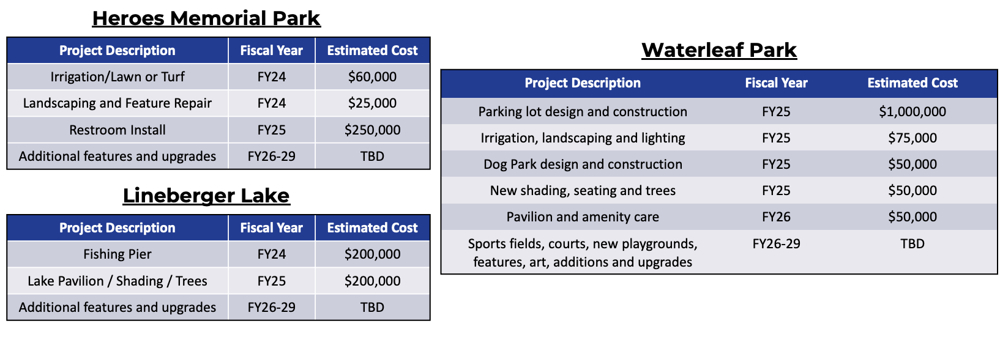 Heroes Memorial Park
Project Description Fiscal Year Estimated Cost
Irrigation/Lawn or Turf FY24 $60,000
Landscaping and Feature Repair FY24 $25,000
Restroom Install FY25 $250,000
Additional features and upgrades FY26-29 TBD
Lineberger Lake
Project Description Fiscal Year Estimated Cost
Fishing Pier FY24 $200,000
Lake Pavilion / Shading / Trees FY25 $200,000
Additional features and upgrades FY26-29 TBD
Waterleaf Park
Project Description Fiscal Year Estimated Cost
Parking lot design and construction FY25 $1,000,000
Irrigation, landscaping and lighting FY25 $75,000
Dog Park design and construction FY25 $50,000
New shading, seating and trees FY25 $50,000
Pavilion and amenity care FY26 $50,000
Sports fields, courts, new playgrounds, FY26-29 TBD
features, art, additions and upgrades